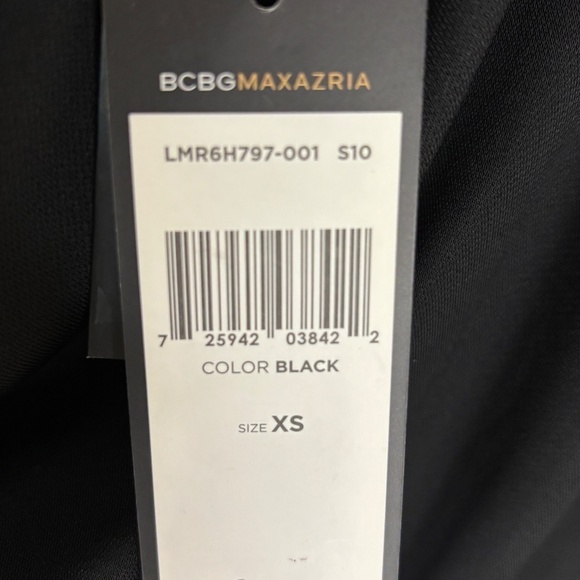 BCBGMAXAZRIA
LMR6H797-001 S10
7 25942 03842 2
COLOR BLACK
SIZE XS